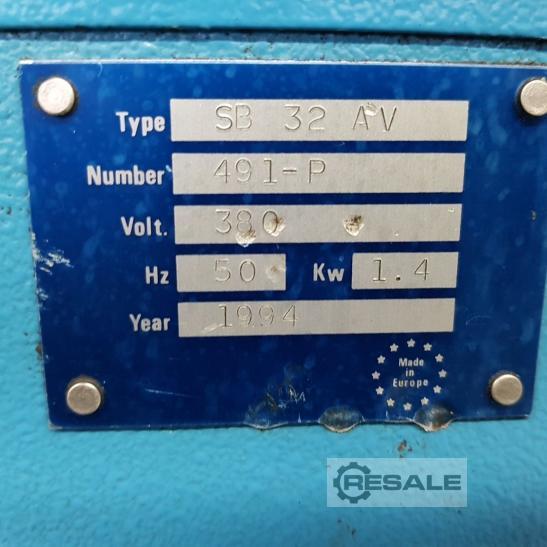 Type SB 32 AV
Number 491-P
Volt. 380
Hz 50 Kw 1.4
Year 1994
Made
in
Europe
RESALE